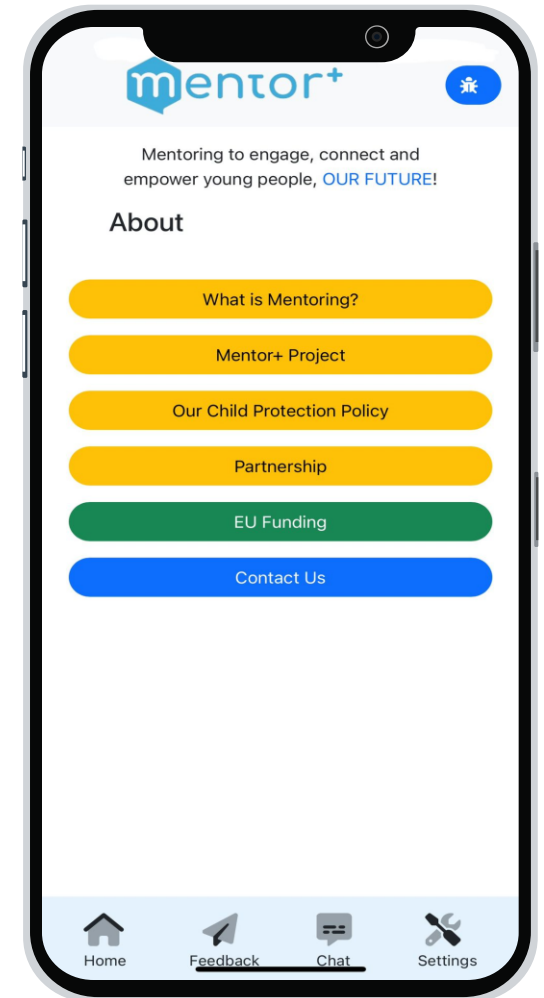 mentor+
Mentoring to engage, connect and
empower young people, OUR FUTURE!
About
What is Mentoring?
Mentor+ Project
Our Child Protection Policy
Partnership
EU Funding
Contact Us
Home Feedback Chat Settings